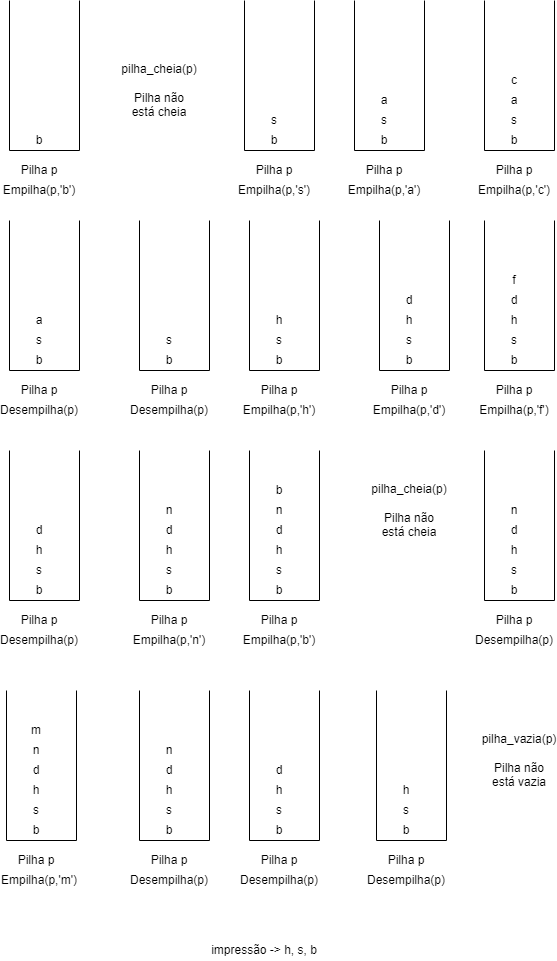 b
Pilha p
Empilha(p,'b')
pilha_cheia(p)
Pilha não
está cheia
s
b
Pilha p
Empilha(p,'s')
a
s
b
Pilha p
Empilha(p,'a')
c
a
s
b
Pilha p
Empilha(p,'c')
a
s
b
Pilha p
Desempilha(p)
s
b
Pilha p
Desempilha(p)
h
s
b
Pilha p
Empilha(p,'h')
d
h
s
b
Pilha p
Empilha(p,'d')
f
d
h
s
b
Pilha p
Empilha(p,'f')
d
h
s
b
Pilha p
Desempilha(p)
n
d
h
s
b
Pilha p
Empilha(p,'n')
b
n
d
h
s
b
Pilha p
Empilha(p,'b')
pilha_cheia(p)
Pilha não
está cheia
n
d
h
s
b
Pilha p
Desempilha(p)
m
n
d
h
s
b
Pilha p
Empilha(p,'m')
n
d
h
s
b
Pilha p
Desempilha(p)
d
h
s
b
Pilha p
Desempilha(p)
h
s
b
Pilha p
Desempilha(p)
pilha_vazia(p)
Pilha não
está vazia
impressão -> h, s, b